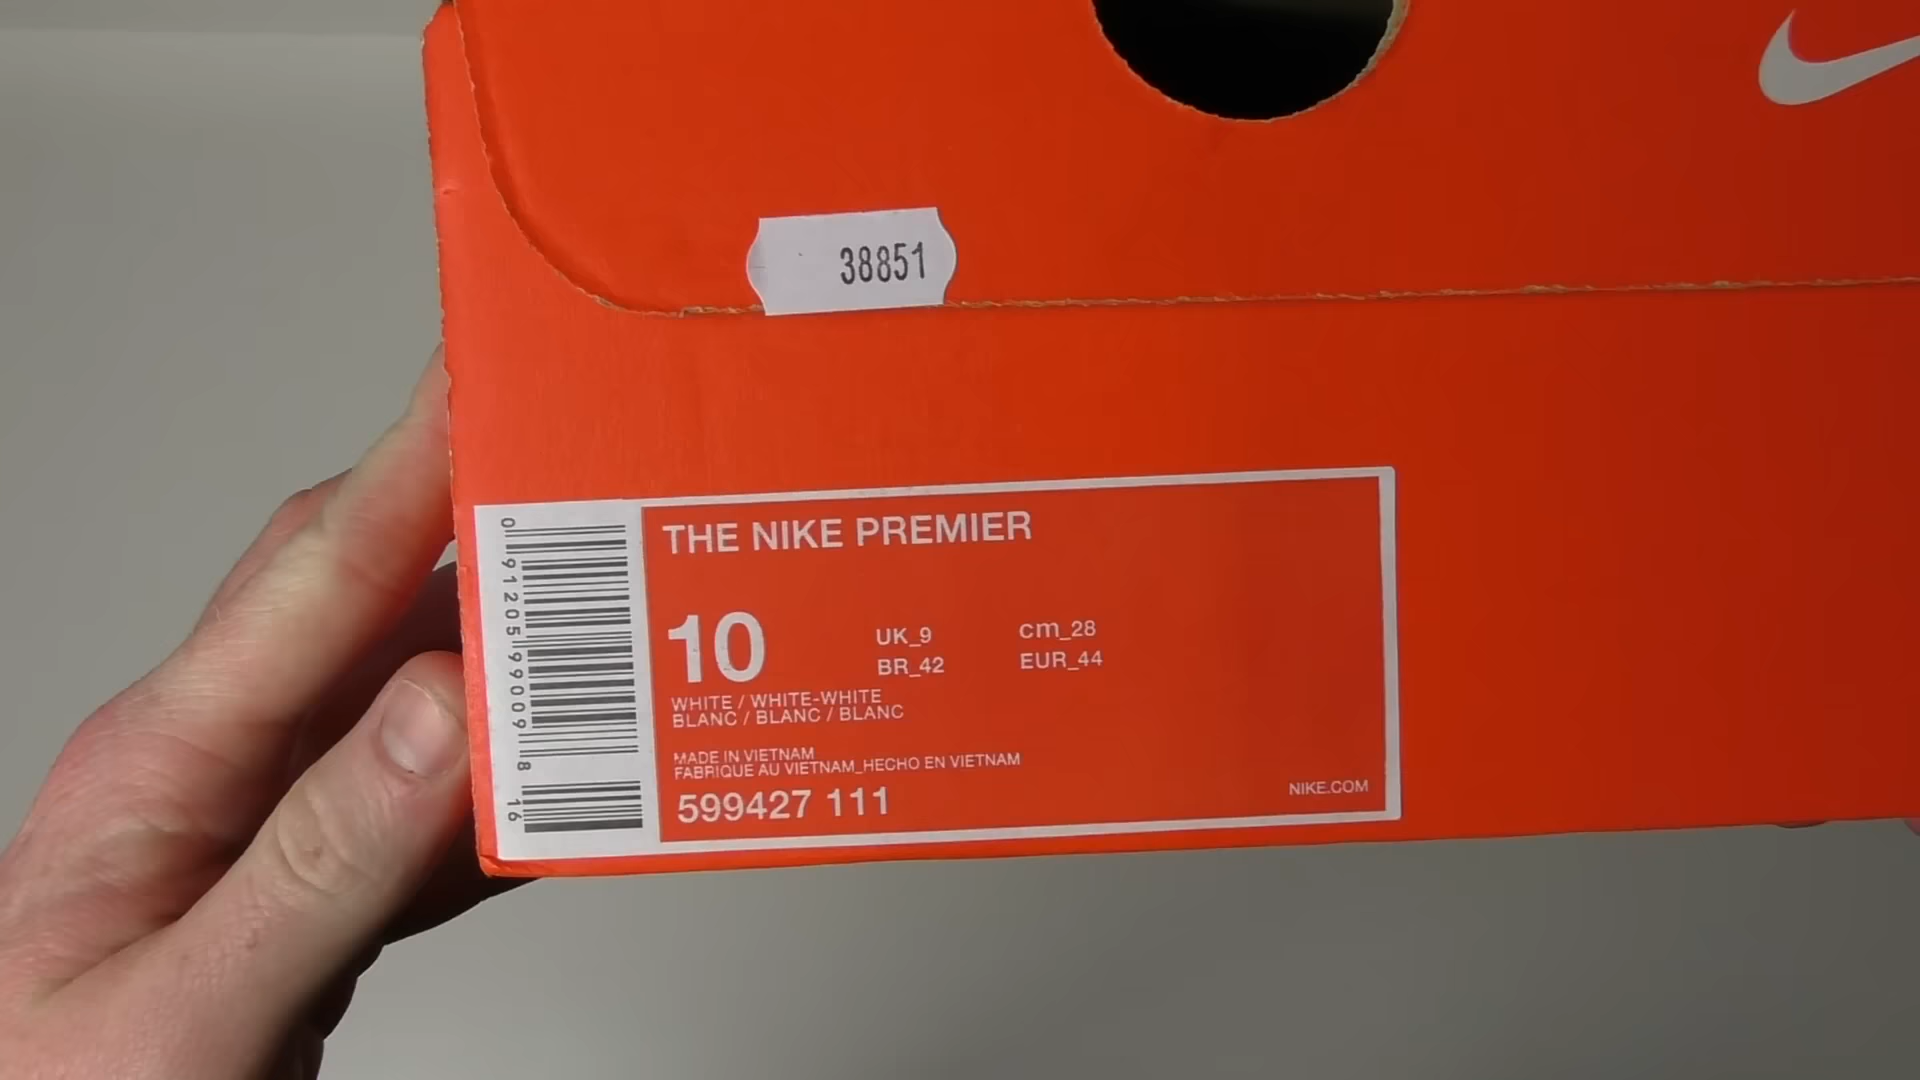 38851
THE NIKE PREMIER
10
UK_9
cm_28
BR_42
EUR_44
WHITE / WHITE-WHITE
BLANC / BLANC / BLANC
MADE IN VIETNAM
FABRIQUE AU VIETNAM_HECHO EN VIETNAM
599427 111
NIKE.COM
0 91205 99009 8 16